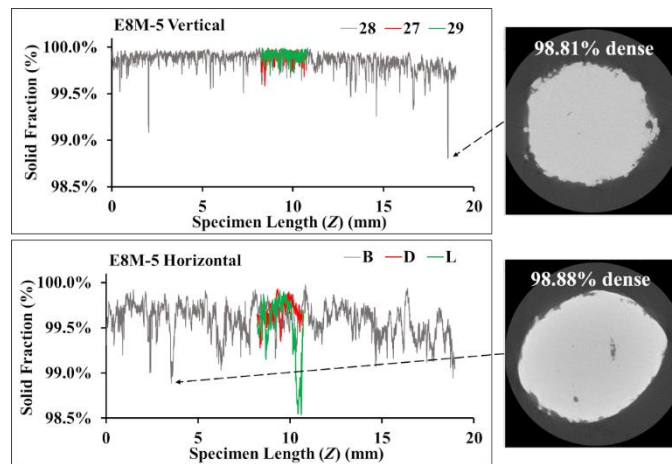 E8M-5 Vertical
28 27 29
100.0%
99.5%
99.0%
98.5%
Solid Fraction (%)
0 5 10 15 20
Specimen Length (Z) (mm)
98.81% dense
E8M-5 Horizontal
B D L
100.0%
99.5%
99.0%
98.5%
Solid Fraction (%)
0 5 10 15 20
Specimen Length (Z) (mm)
98.88% dense